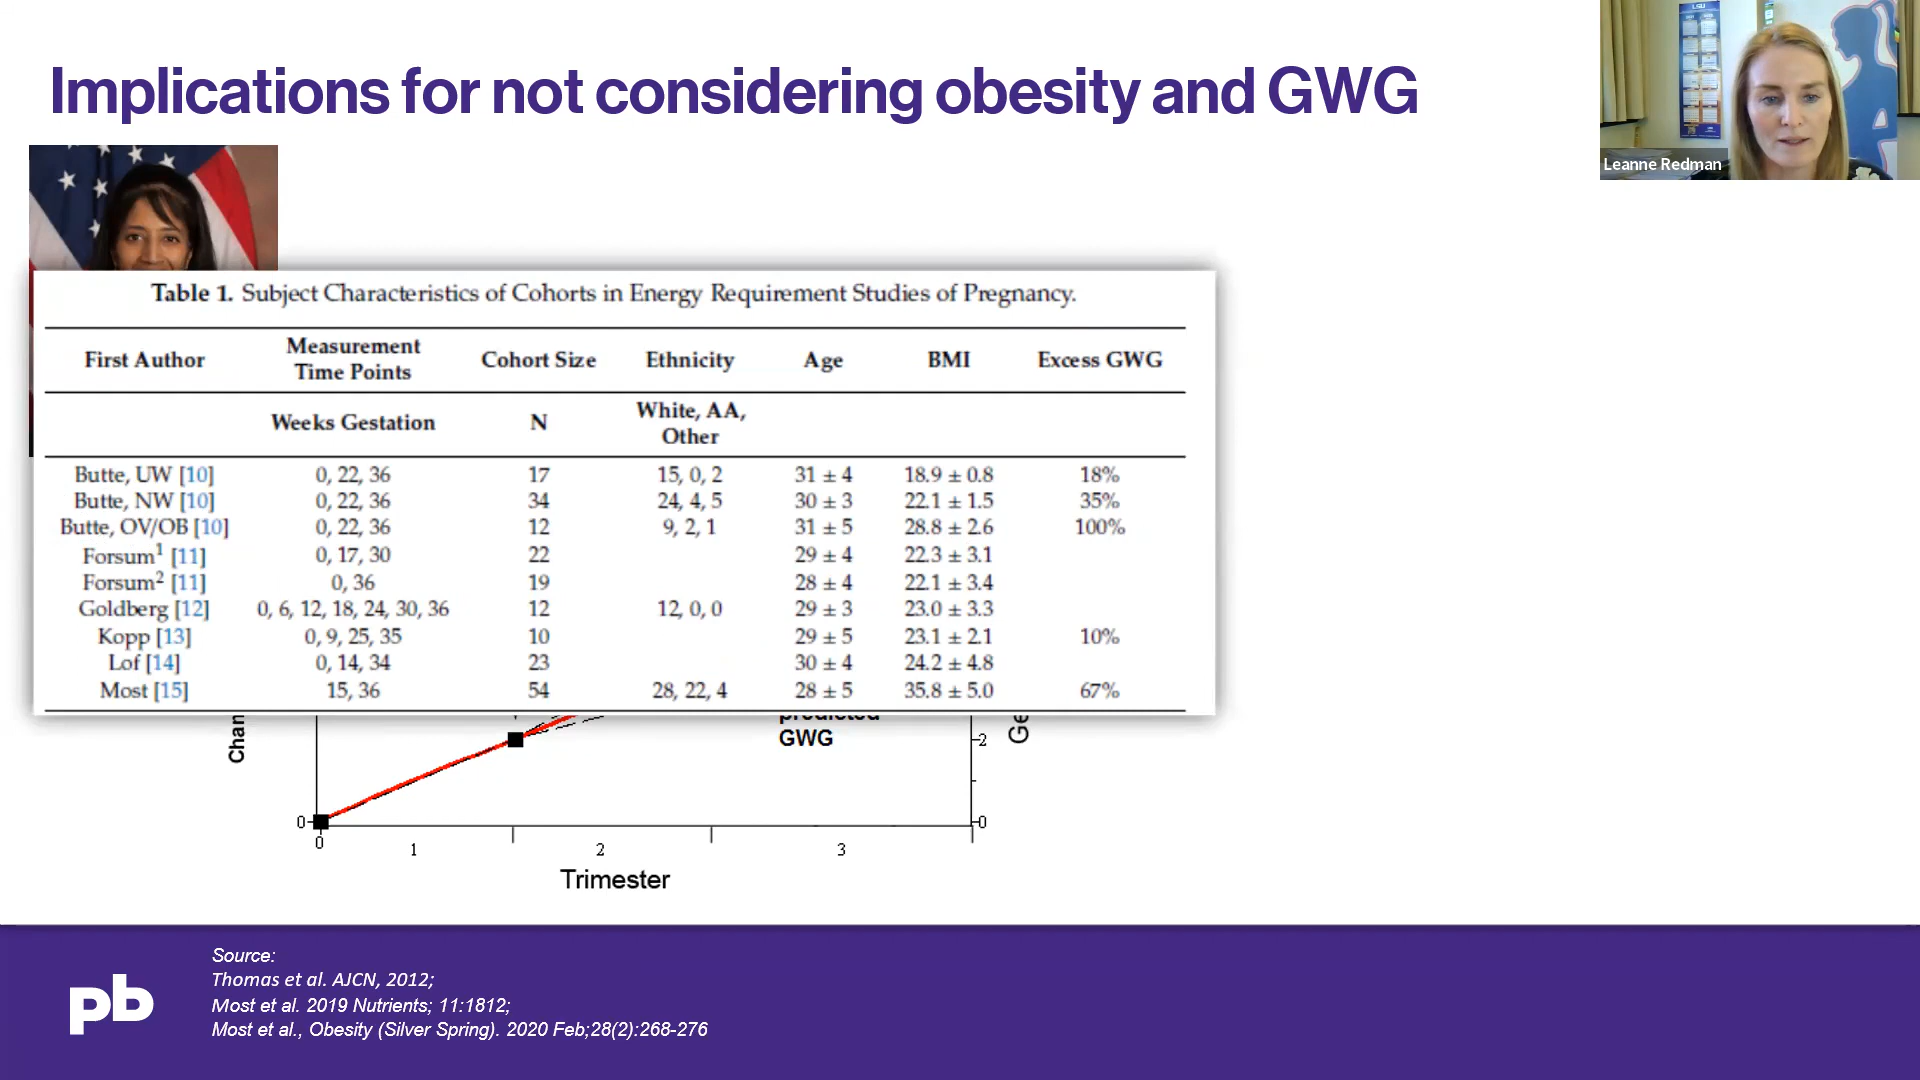 Implications for not considering obesity and GWG
Leanne Redman
Table 1. Subject Characteristics of Cohorts in Energy Requirement Studies of Pregnancy.
First Author Measurement Time Points Cohort Size Ethnicity Age BMI Excess GWG
Weeks Gestation N White, AA, Other
Butte, UW [10] 0, 22, 36 17 15, 0, 2 31 ± 4 18.9 ± 0.8 18%
Butte, NW [10] 0, 22, 36 34 24, 4, 5 30 ± 3 22.1 ± 1.5 35%
Butte, OV/OB [10] 0, 22, 36 12 9, 2, 1 31 ± 5 28.8 ± 2.6 100%
Forsum¹ [11] 0, 17, 30 22 29 ± 4 22.3 ± 3.1
Forsum² [11] 0, 36 19 28 ± 4 22.1 ± 3.4
Goldberg [12] 0, 6, 12, 18, 24, 30, 36 12 12, 0, 0 29 ± 3 23.0 ± 3.3
Kopp [13] 0, 9, 25, 35 10 29 ± 5 23.1 ± 2.1 10%
Lof [14] 0, 14, 34 23 30 ± 4 24.2 ± 4.8
Most [15] 15, 36 54 28, 22, 4 28 ± 5 35.8 ± 5.0 67%
predicted
GWG
Chan
Ge
2
0
0
0
1 2 3
Trimester
pb
Source:
Thomas et al. AJCN, 2012;
Most et al. 2019 Nutrients; 11:1812;
Most et al., Obesity (Silver Spring). 2020 Feb;28(2):268-276